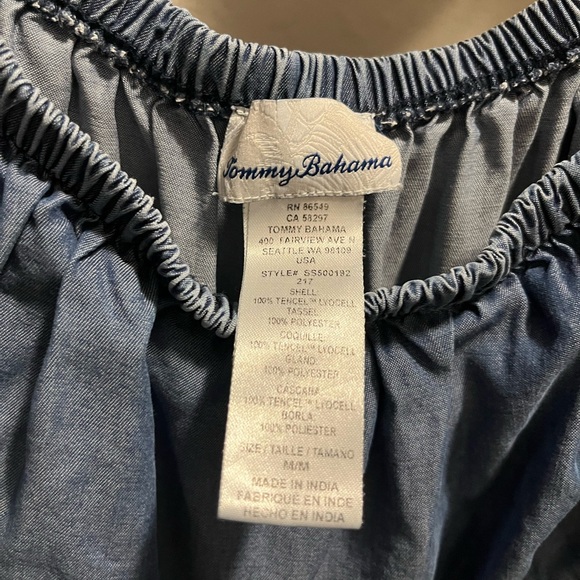 Tommy Bahama
RN 86549
CA 58297
TOMMY BAHAMA
400 FAIRVIEW AVE N
SEATTLE WA 98109
USA
STYLE# SS500192
217
SHELL:
100% TENCEL™ LYOCELL
TASSEL:
100% POLYESTER
COQUILLE:
100% TENCEL™ LYOCELL
GLAND:
100% POLYESTER
CASCARA:
100% TENCEL™ LYOCELL
BORLA:
100% POLIESTER
SIZE / TAILLE / TAMANO
M/M
MADE IN INDIA
FABRIQUE EN INDE
HECHO EN INDIA